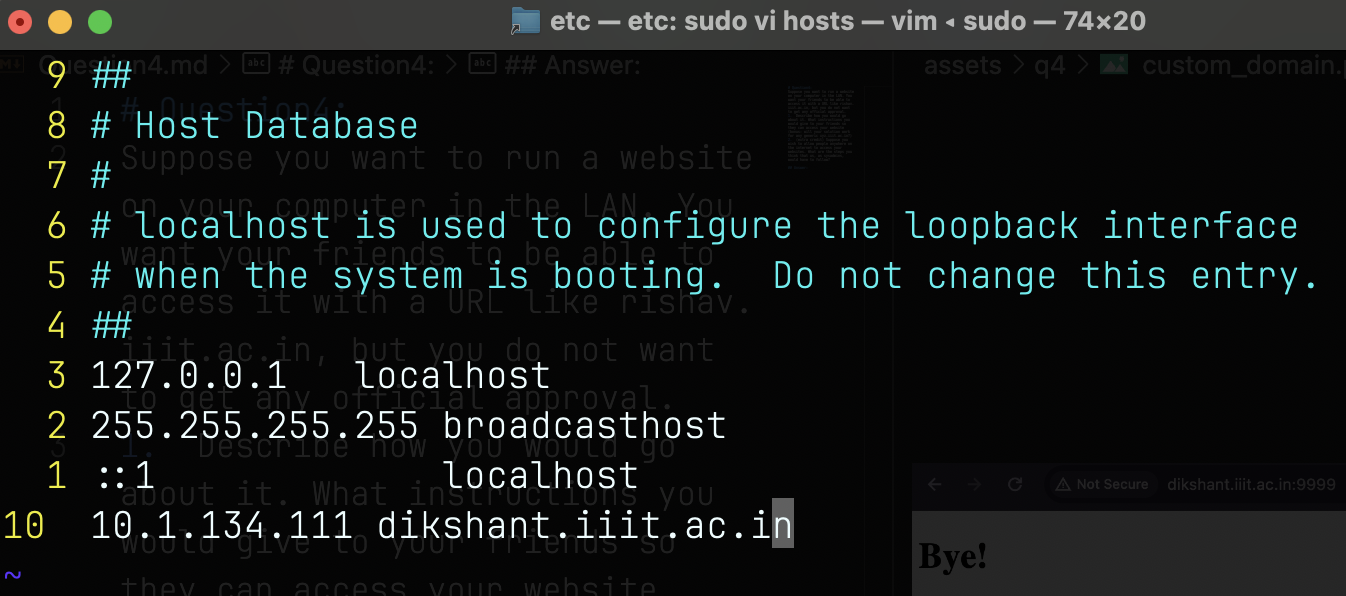 etc — etc: sudo vi hosts — vim ◂ sudo — 74×20
Question4.md > # Question4: > ## Answer:
assets > q4 > custom_domain.
9 ##
8 # Host Database
7 #
6 # localhost is used to configure the loopback interface
5 # when the system is booting.  Do not change this entry.
4 ##
3 127.0.0.1   localhost
2 255.255.255.255 broadcasthost
1 ::1             localhost
10 10.1.134.111 dikshant.iiit.ac.in
~
# Question4:
Suppose you want to run a website
on your computer in the LAN. You
want your friends to be able to
access it with a URL like rishav.
iiit.ac.in, but you do not want
to get any official approval.
1. Describe how you would go
about it. What instructions you
would give to your friends so
they can access your website
Not Secure dikshant.iiit.ac.in:9999
Bye!